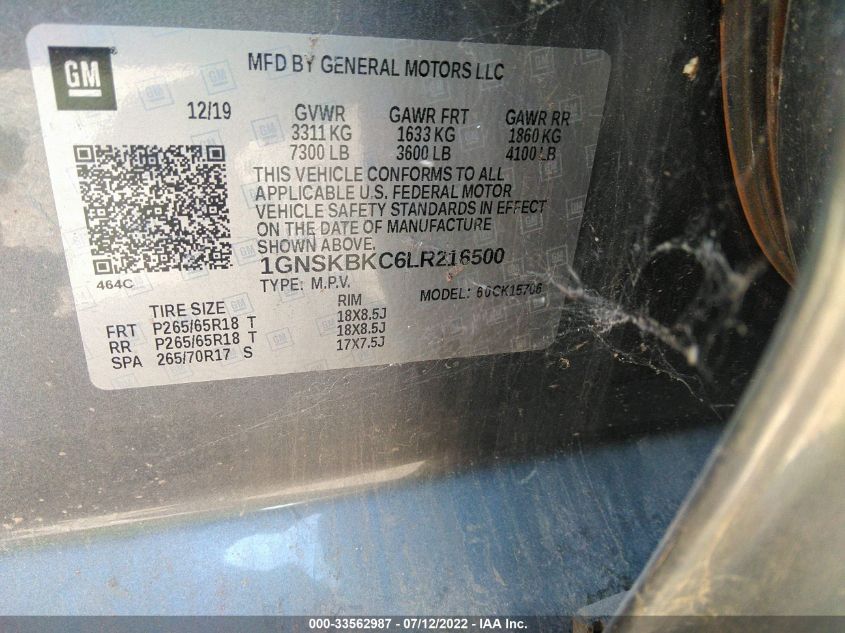 GM
MFD BY GENERAL MOTORS LLC
12/19 GVWR GAWR FRT GAWR RR
3311 KG 1633 KG 1860 KG
7300 LB 3600 LB 4100 LB
THIS VEHICLE CONFORMS TO ALL
APPLICABLE U.S. FEDERAL MOTOR
VEHICLE SAFETY STANDARDS IN EFFECT
ON THE DATE OF MANUFACTURE
SHOWN ABOVE.
464C
1GNSKBKC6LR216500
TYPE: M.P.V. MODEL: 60CK15706
TIRE SIZE RIM
FRT P265/65R18 T 18X8.5J
RR P265/65R18 T 18X8.5J
SPA 265/70R17 S 17X7.5J
000-33562987 - 07/12/2022 - IAA Inc.